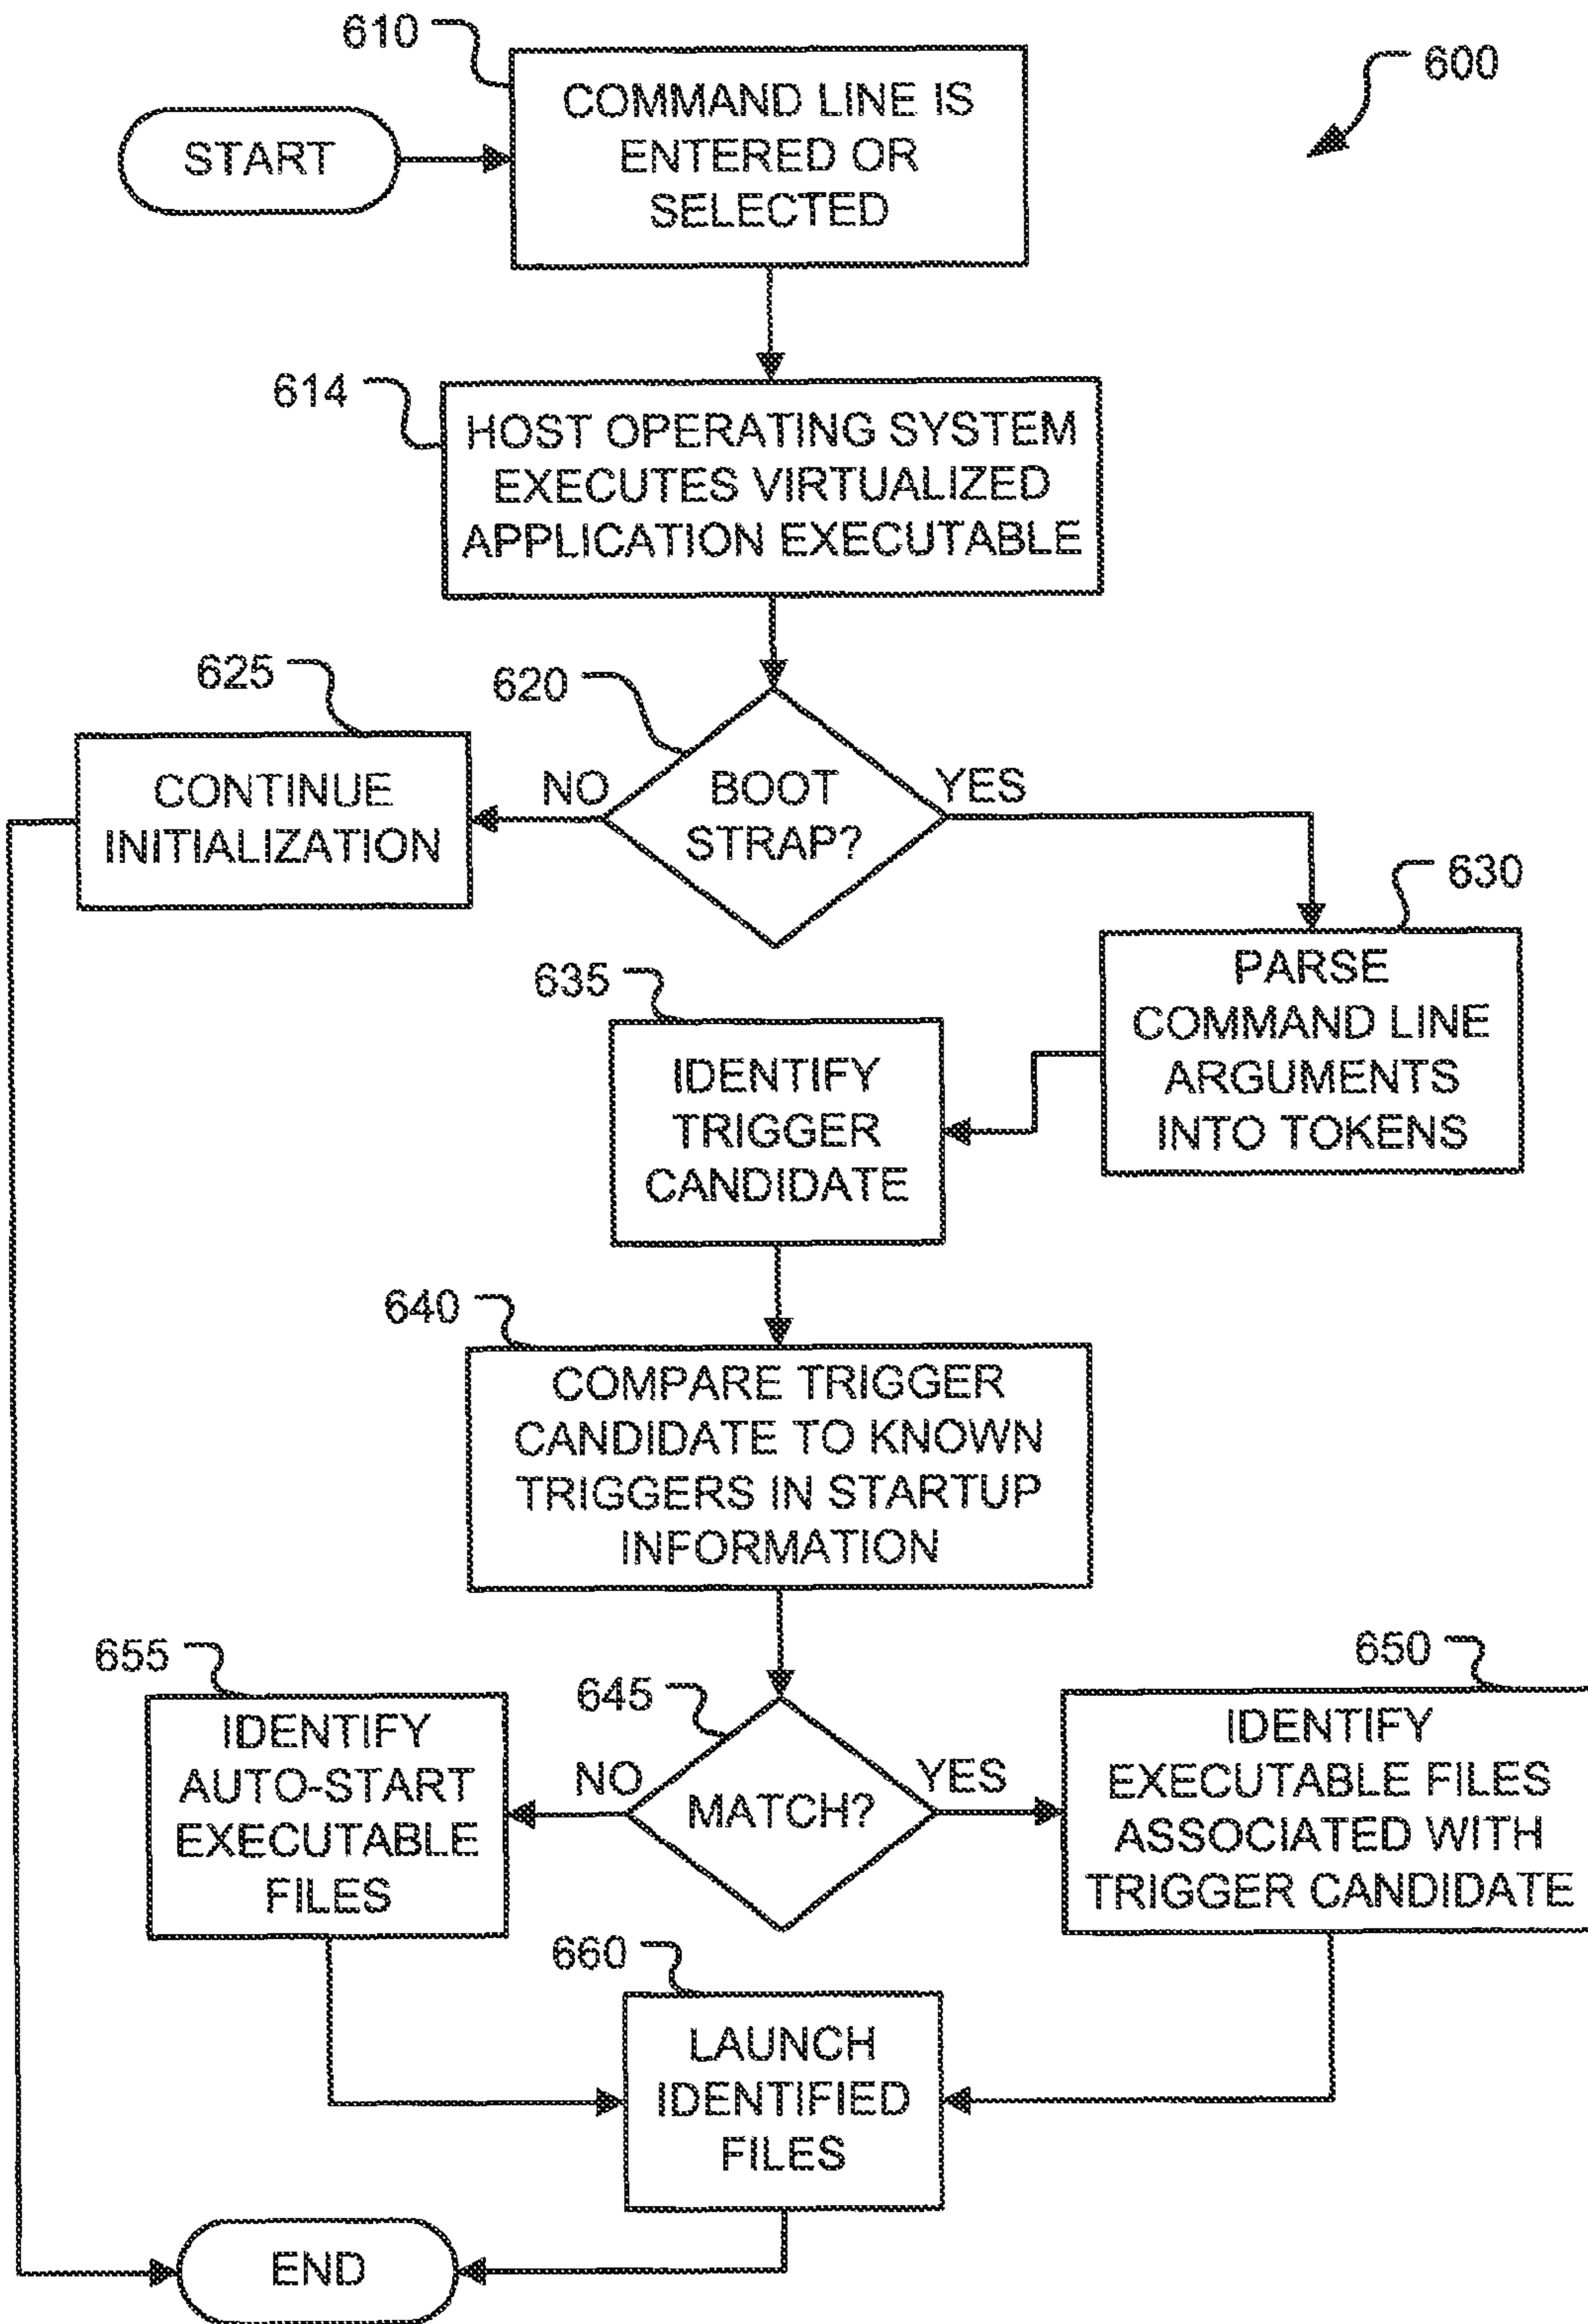 610
600
START
COMMAND LINE IS
ENTERED OR
SELECTED
614
HOST OPERATING SYSTEM
EXECUTES VIRTUALIZED
APPLICATION EXECUTABLE
625
620
CONTINUE
INITIALIZATION
NO
BOOT
STRAP?
YES
630
PARSE
COMMAND LINE
ARGUMENTS
INTO TOKENS
635
IDENTIFY
TRIGGER
CANDIDATE
640
COMPARE TRIGGER
CANDIDATE TO KNOWN
TRIGGERS IN STARTUP
INFORMATION
655
645
650
IDENTIFY
AUTO-START
EXECUTABLE
FILES
NO
MATCH?
YES
IDENTIFY
EXECUTABLE FILES
ASSOCIATED WITH
TRIGGER CANDIDATE
660
LAUNCH
IDENTIFIED
FILES
END